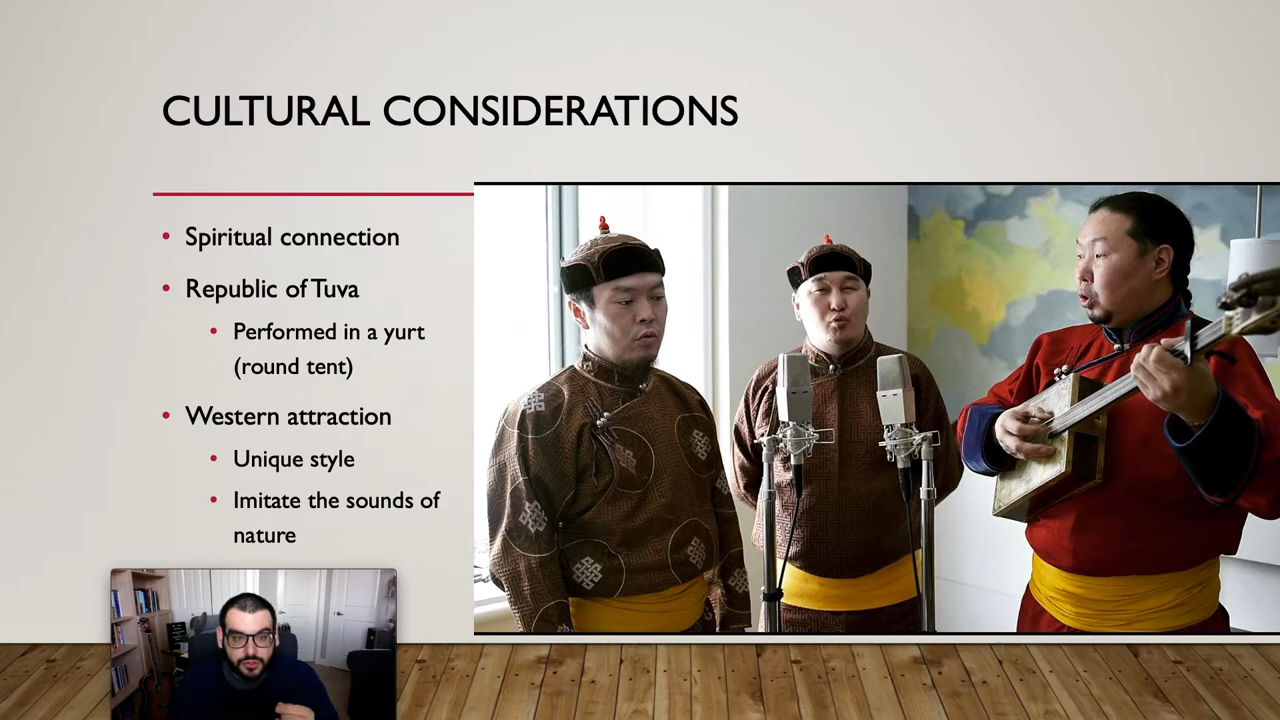 CULTURAL CONSIDERATIONS
• Spiritual connection
• Republic of Tuva
• Performed in a yurt
(round tent)
• Western attraction
• Unique style
• Imitate the sounds of
nature